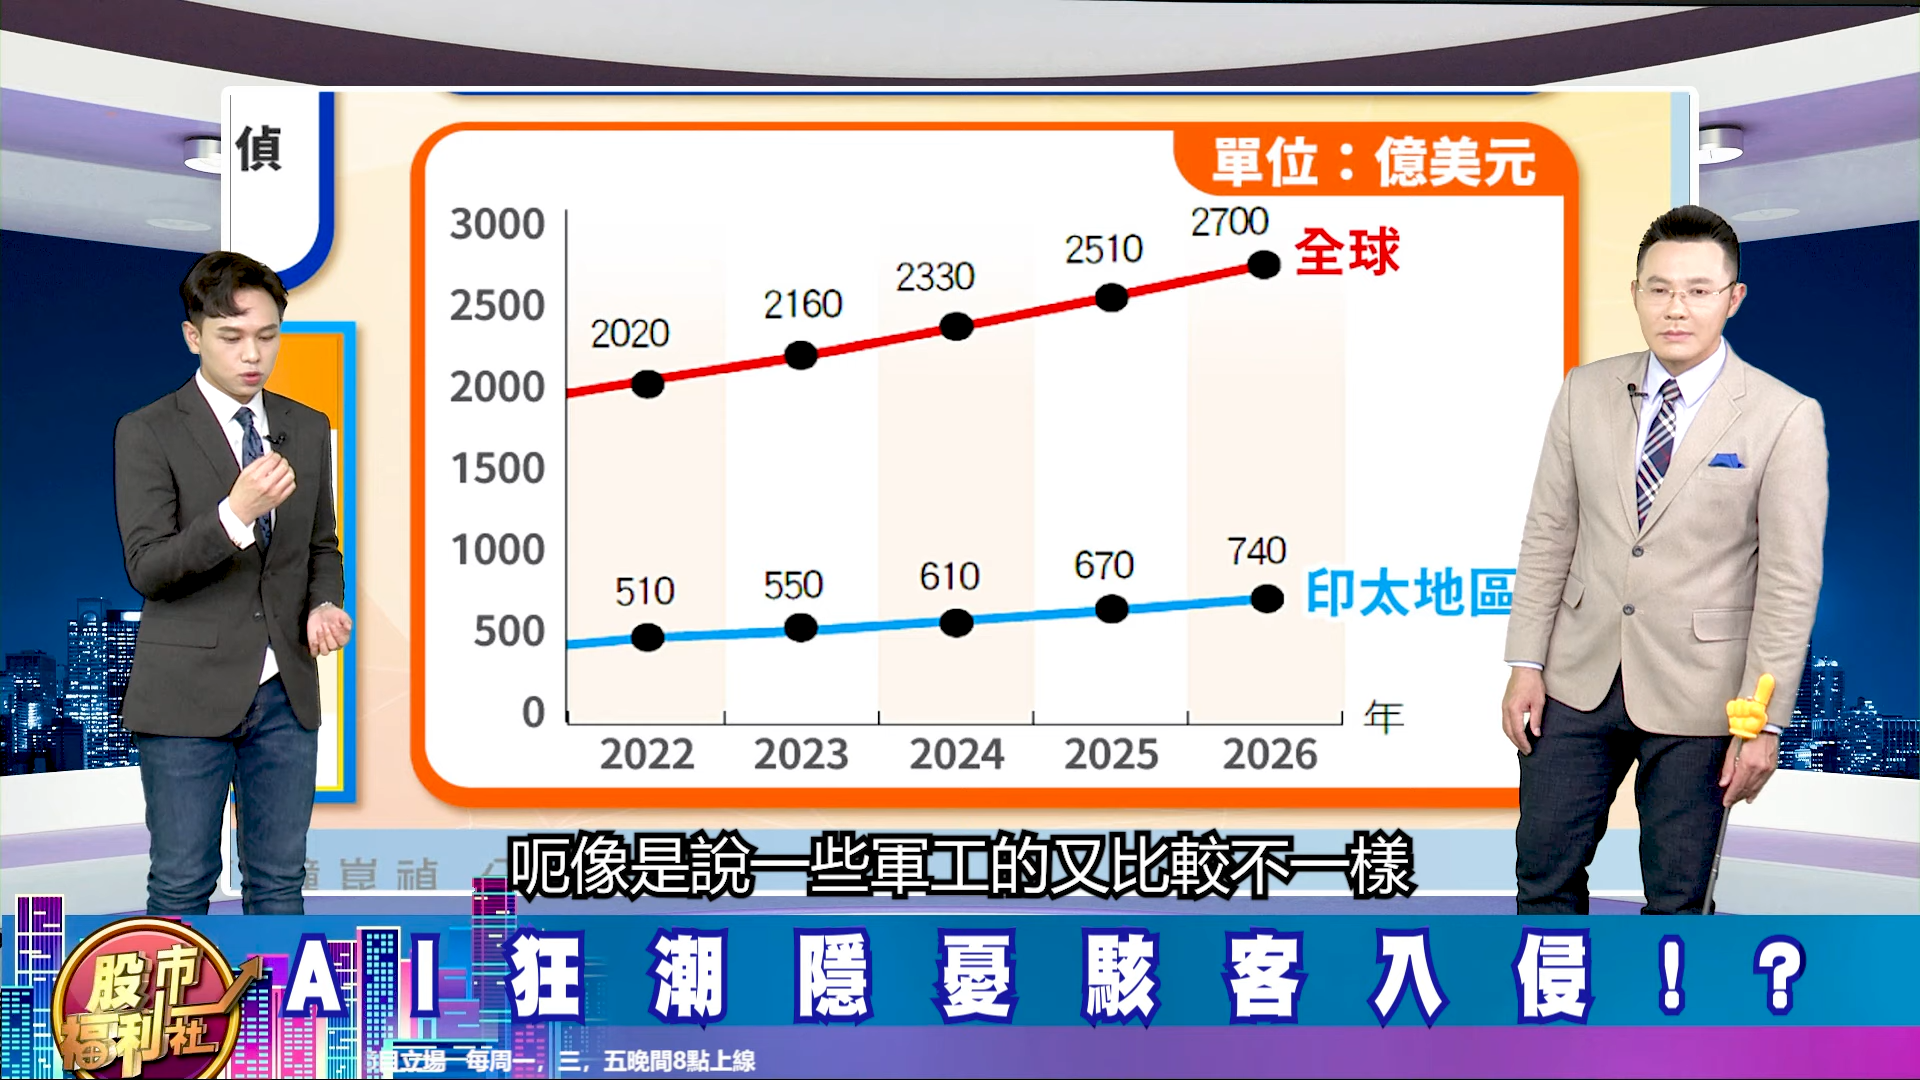 偵
單位：億美元
3000
2500
2000
1500
1000
500
0
2020
2160
2330
2510
2700
全球
510
550
610
670
740
印太地區
2022
2023
2024
2025
2026
年
呃像是說一些軍工的又比較不一樣
AI狂潮隱憂駭客入侵！？
股市
福利社
目立場 每周一，三，五晚間8點上線